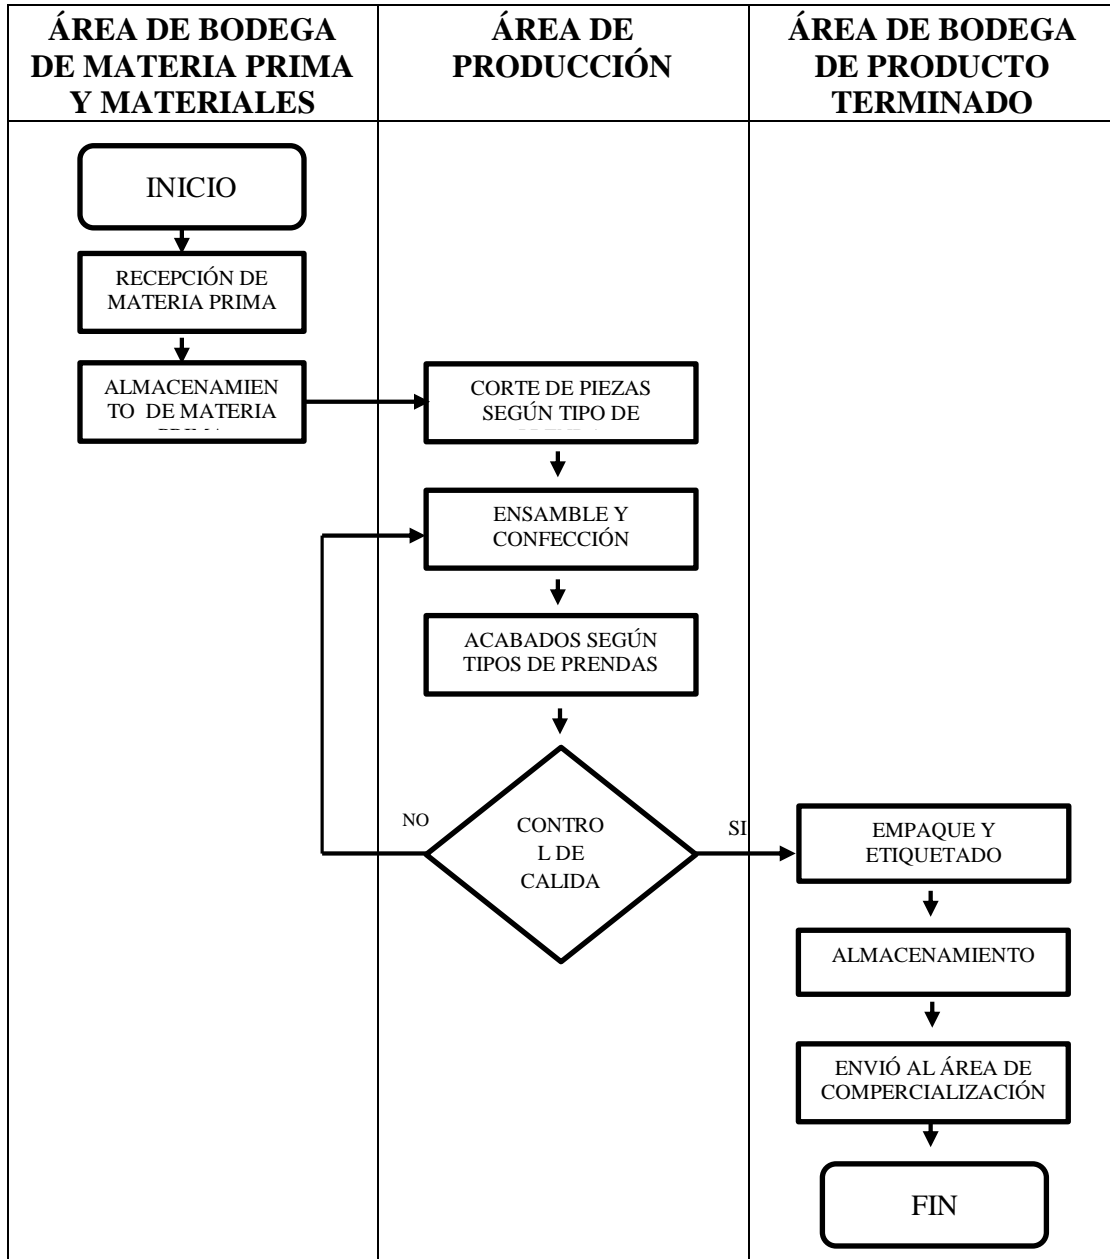 ÁREA DE BODEGA
DE MATERIA PRIMA
Y MATERIALES
ÁREA DE
PRODUCCIÓN
ÁREA DE BODEGA
DE PRODUCTO
TERMINADO
INICIO
RECEPCIÓN DE
MATERIA PRIMA
ALMACENAMIEN
TO DE MATERIA
CORTE DE PIEZAS
SEGÚN TIPO DE
ENSAMBLE Y
CONFECCIÓN
ACABADOS SEGÚN
TIPOS DE PRENDAS
NO
CONTRO
L DE
CALIDA
SI
EMPAQUE Y
ETIQUETADO
ALMACENAMIENTO
ENVIÓ AL ÁREA DE
COMPERCIALIZACIÓN
FIN